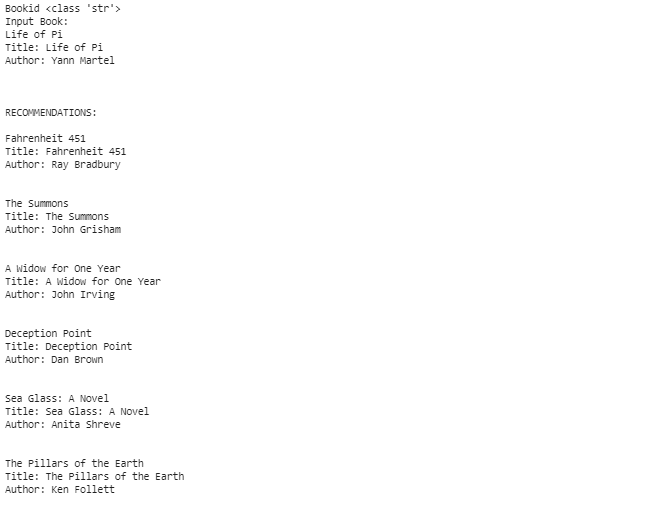 Bookid <class 'str'>
Input Book:
Life of Pi
Title: Life of Pi
Author: Yann Martel
RECOMMENDATIONS:
Fahrenheit 451
Title: Fahrenheit 451
Author: Ray Bradbury
The Summons
Title: The Summons
Author: John Grisham
A Widow for One Year
Title: A Widow for One Year
Author: John Irving
Deception Point
Title: Deception Point
Author: Dan Brown
Sea Glass: A Novel
Title: Sea Glass: A Novel
Author: Anita Shreve
The Pillars of the Earth
Title: The Pillars of the Earth
Author: Ken Follett